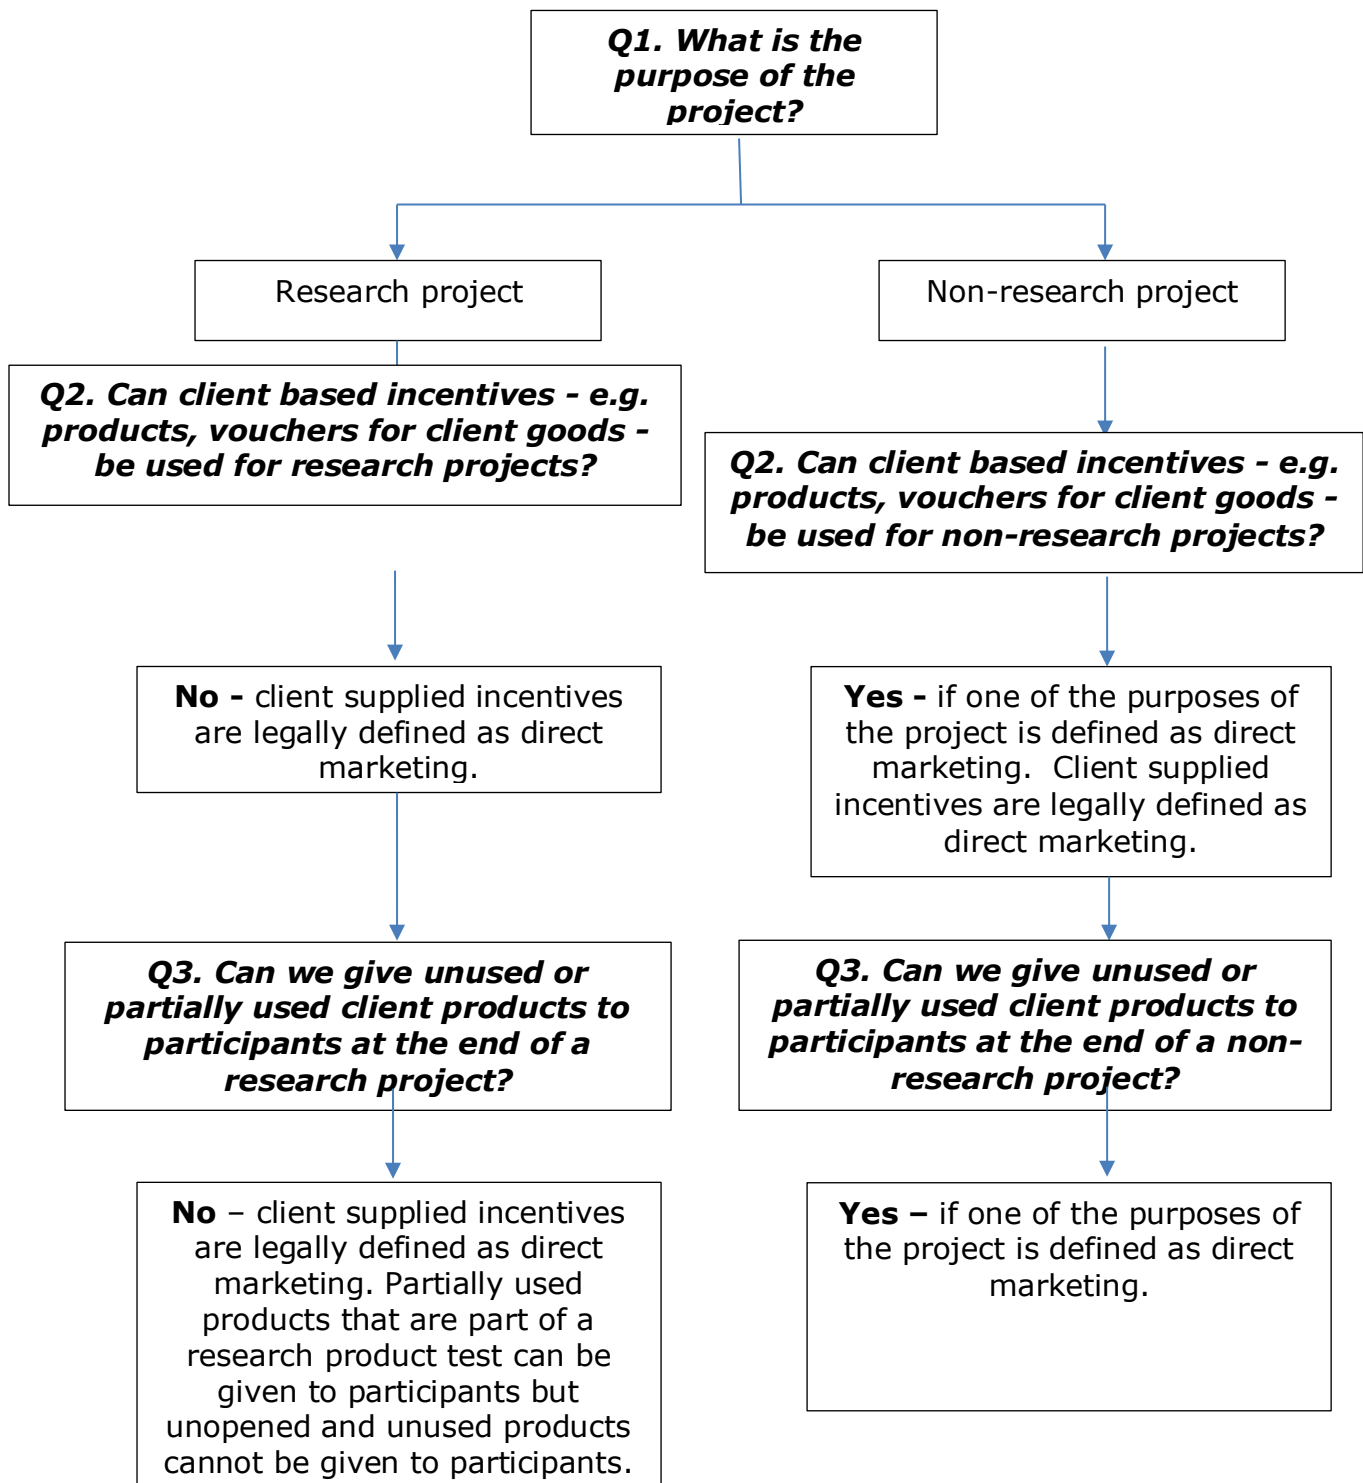 Q1. What is the
purpose of the
project?
Research project
Non-research project
Q2. Can client based incentives - e.g.
products, vouchers for client goods -
be used for research projects?
Q2. Can client based incentives - e.g.
products, vouchers for client goods -
be used for non-research projects?
No - client supplied incentives
are legally defined as direct
marketing.
Yes - if one of the purposes of
the project is defined as direct
marketing.  Client supplied
incentives are legally defined as
direct marketing.
Q3. Can we give unused or
partially used client products to
participants at the end of a
research project?
Q3. Can we give unused or
partially used client products to
participants at the end of a non-
research project?
No – client supplied incentives
are legally defined as direct
marketing. Partially used
products that are part of a
research product test can be
given to participants but
unopened and unused products
cannot be given to participants.
Yes – if one of the purposes of
the project is defined as direct
marketing.